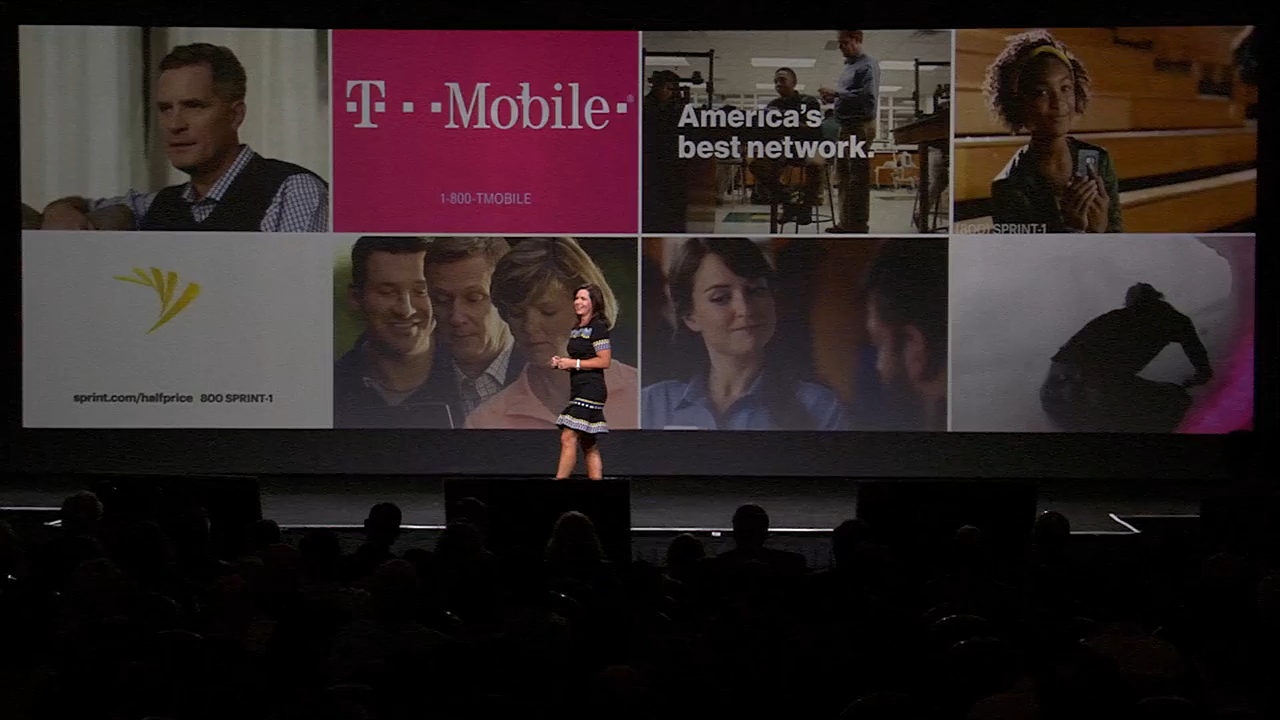 T··Mobile·®
1-800-TMOBILE
America's
best network.
(800) SPRINT-1
sprint.com/halfprice 800 SPRINT-1